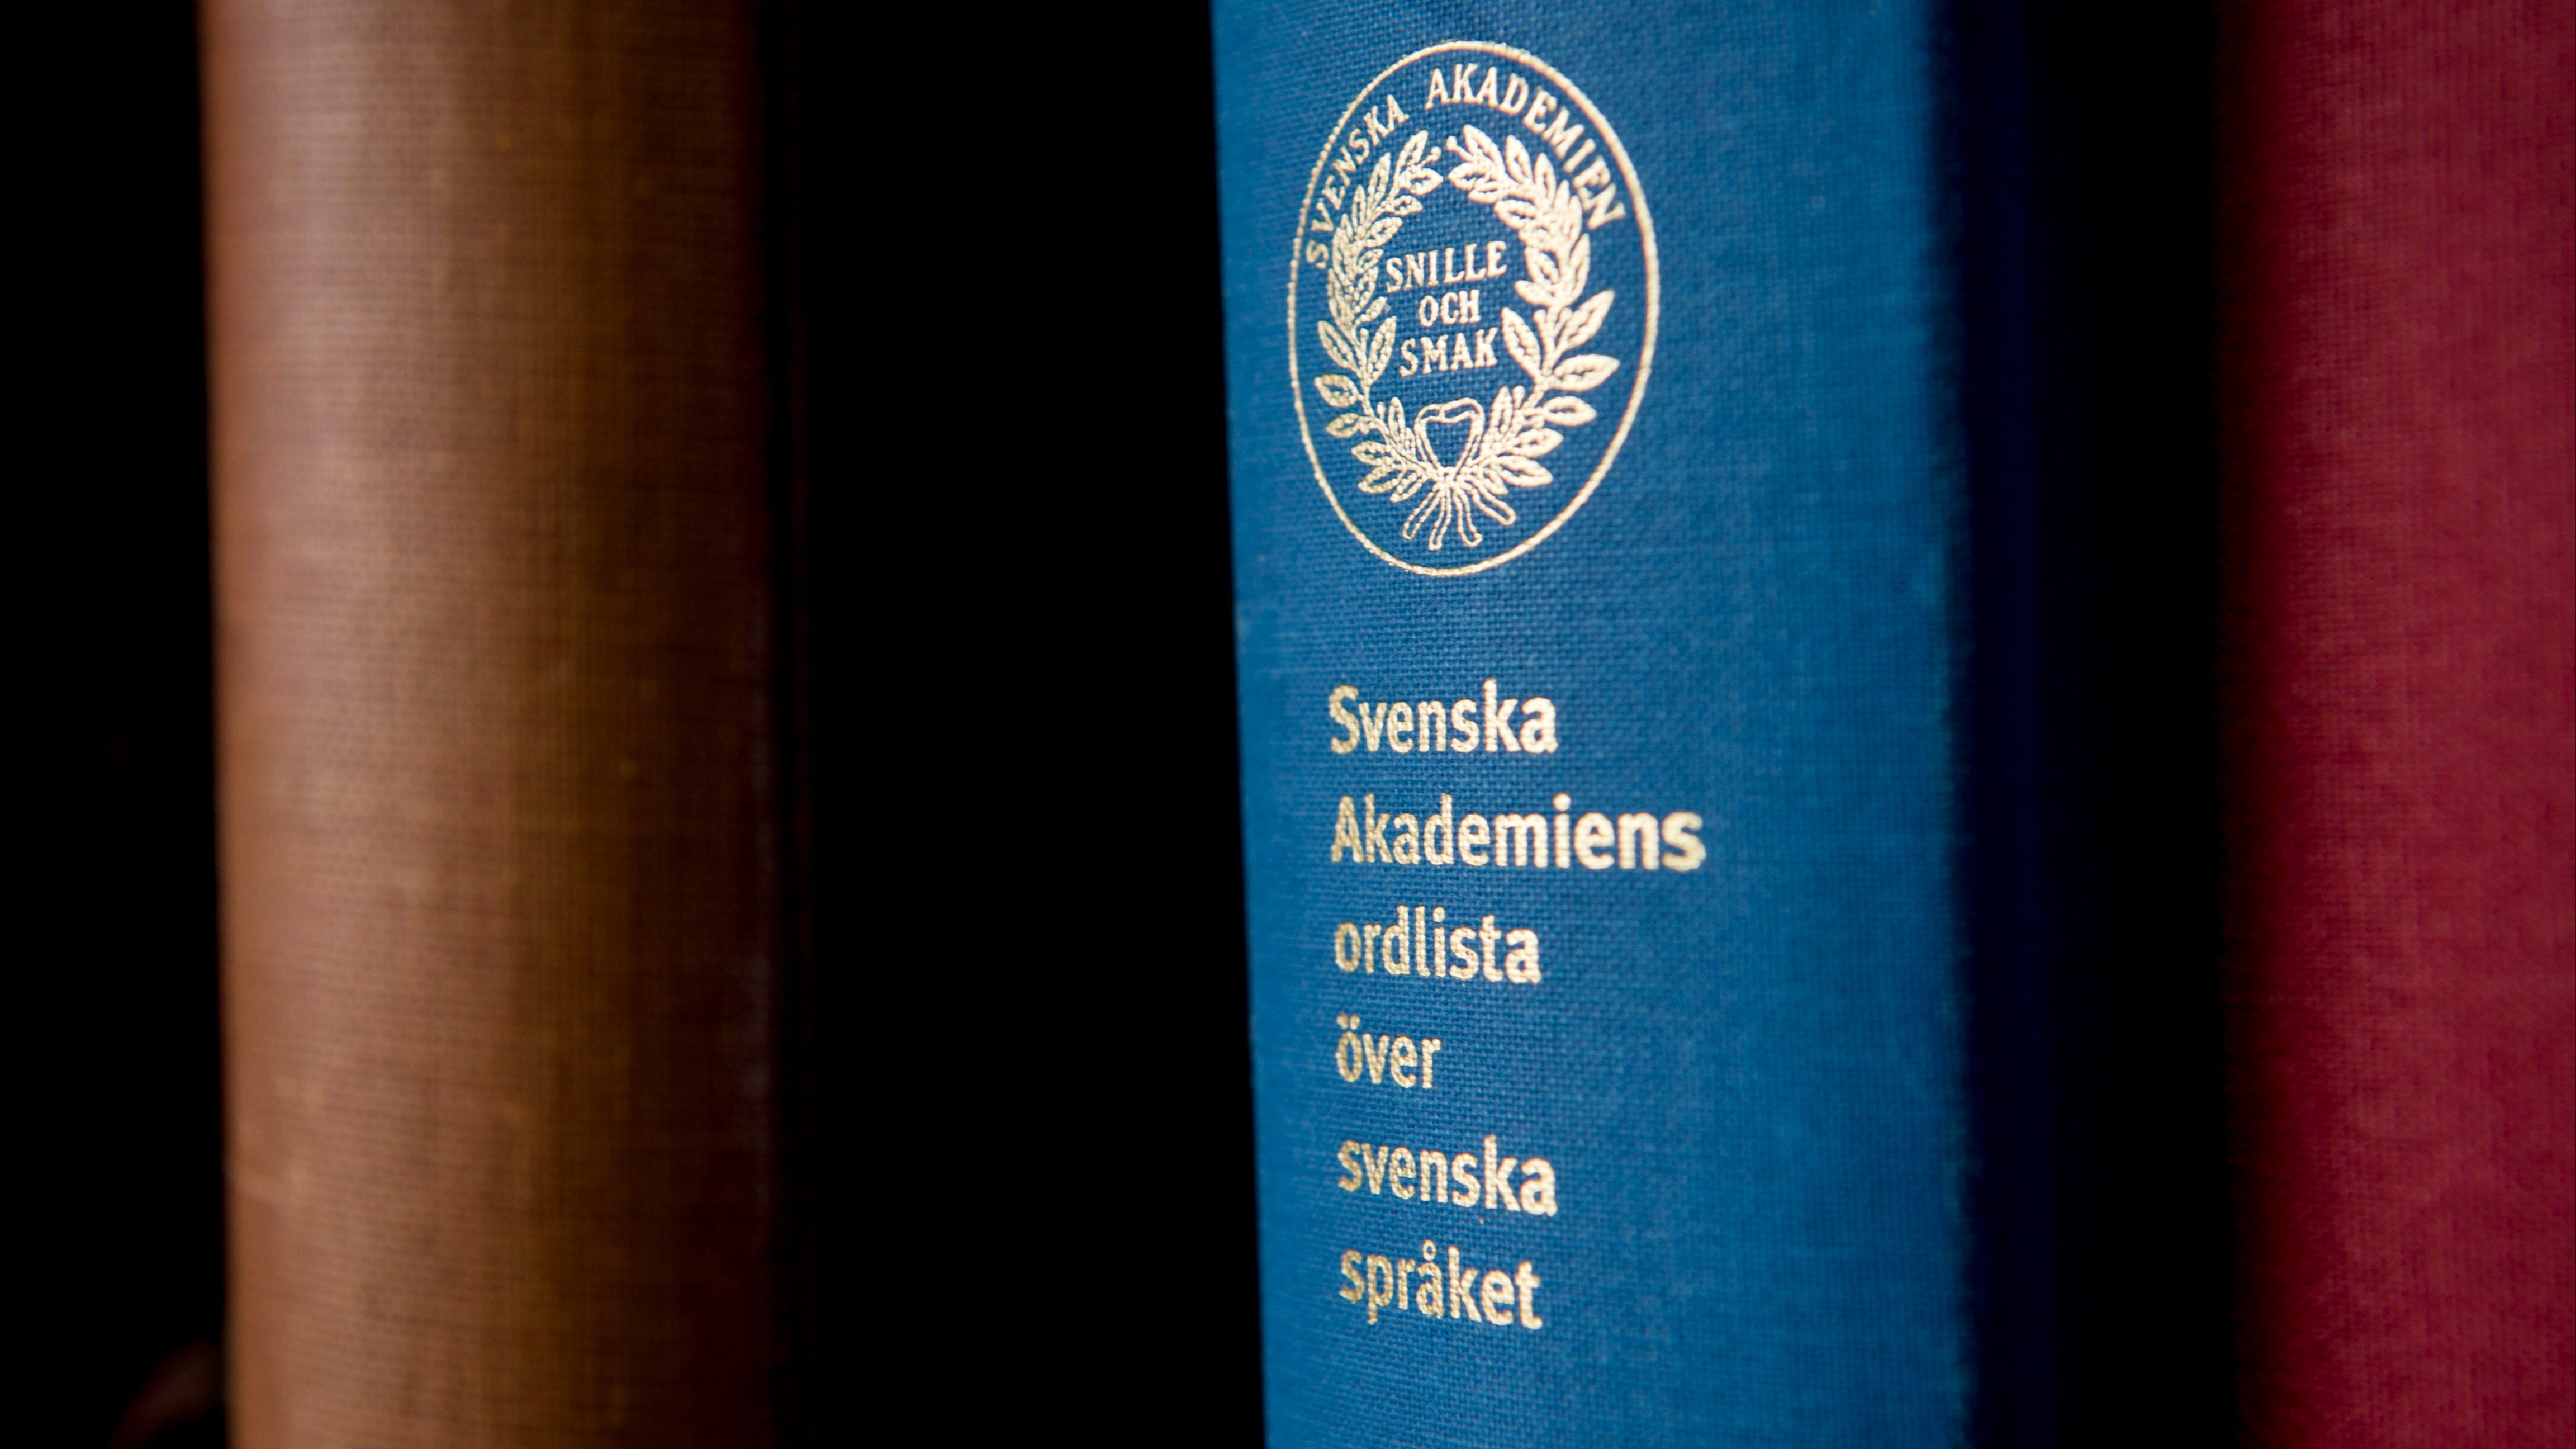 SVENSKA AKADEMIEN
SNILLE
OCH
SMAK
Svenska
Akademiens
ordlista
över
svenska
språket